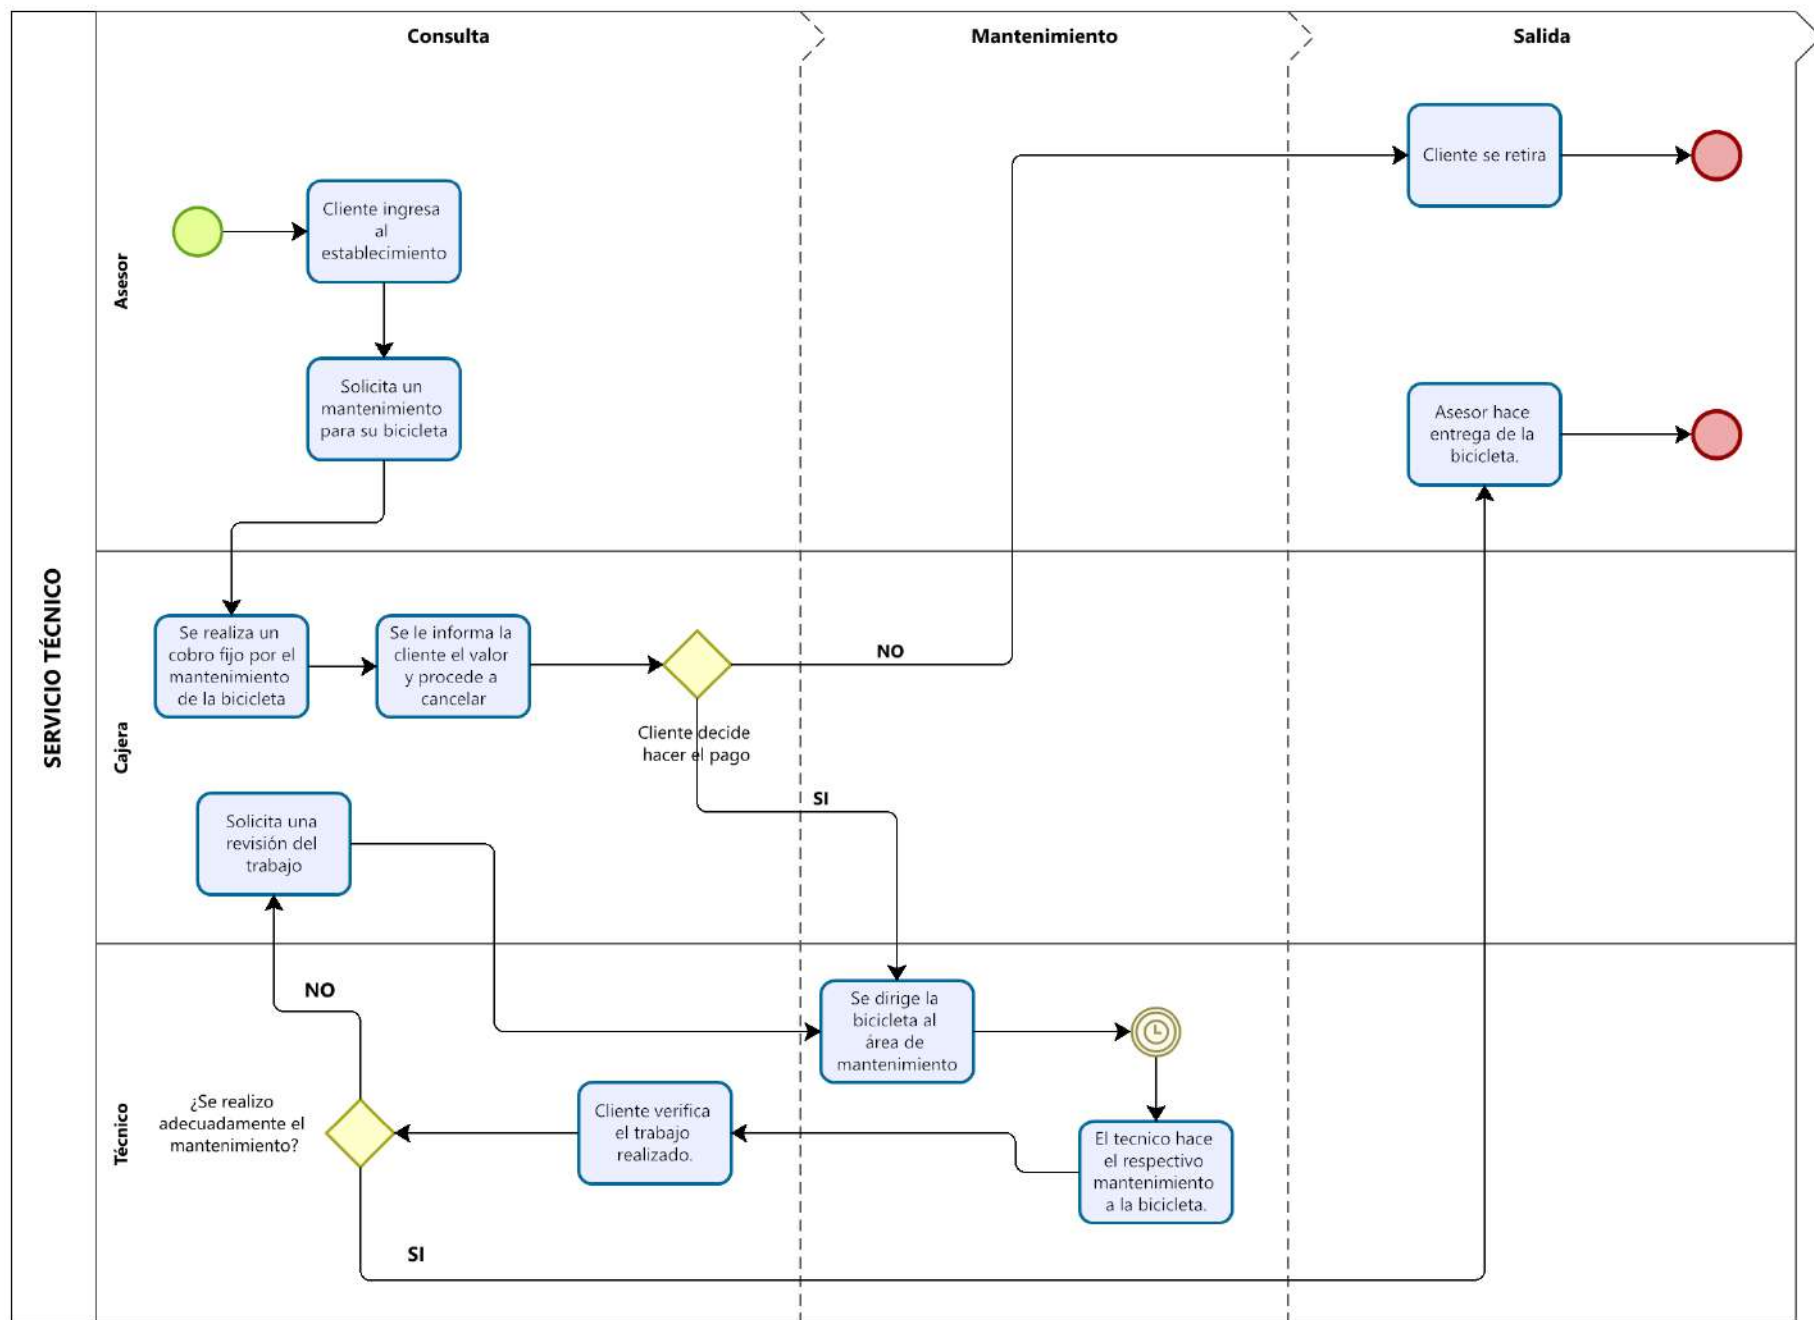 Consulta
Mantenimiento
Salida
SERVICIO TÉCNICO
Asesor
Cliente ingresa
al
establecimiento
Solicita un
mantenimiento
para su bicicleta
Cliente se retira
Asesor hace
entrega de la
bicicleta.
Cajera
Se realiza un
cobro fijo por el
mantenimiento
de la bicicleta
Se le informa la
cliente el valor
y procede a
cancelar
Cliente decide
hacer el pago
NO
SI
Solicita una
revisión del
trabajo
Técnico
NO
¿Se realizo
adecuadamente el
mantenimiento?
SI
Cliente verifica
el trabajo
realizado.
Se dirige la
bicicleta al
área de
mantenimiento
El tecnico hace
el respectivo
mantenimiento
a la bicicleta.